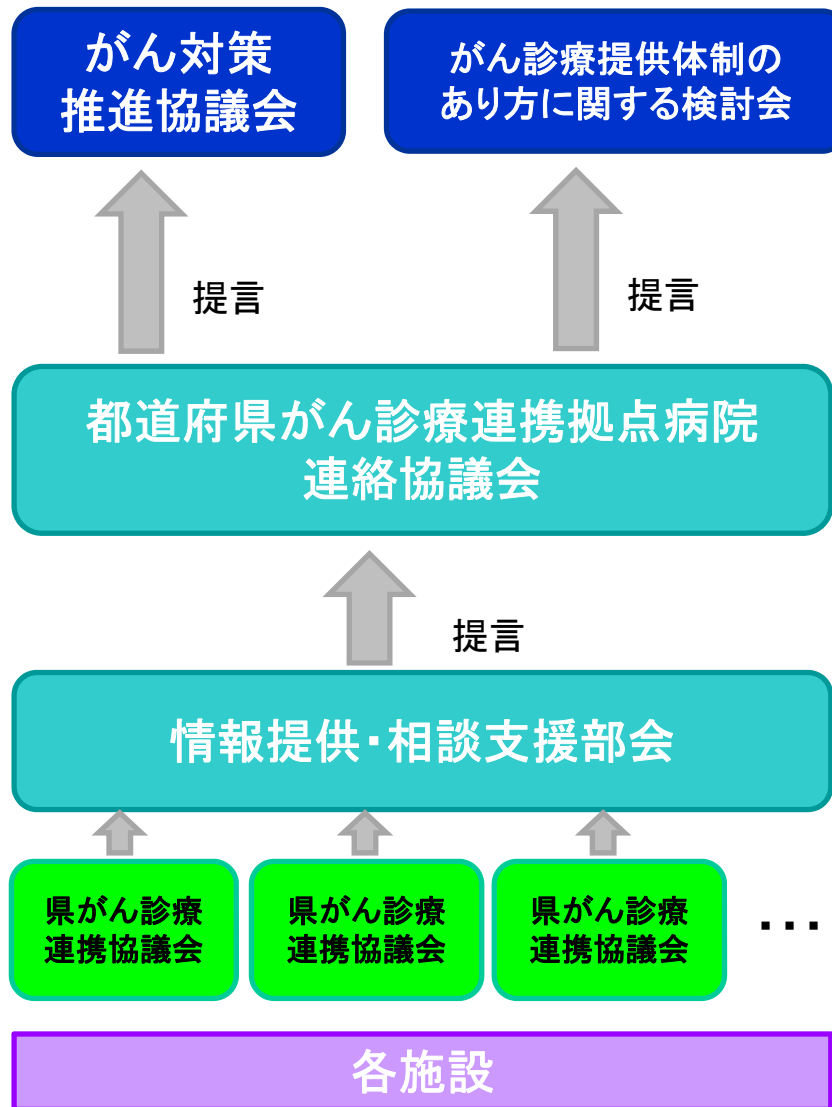 がん対策
推進協議会
がん診療提供体制の
あり方に関する検討会
提言
提言
都道府県がん診療連携拠点病院
連絡協議会
提言
情報提供・相談支援部会
県がん診療
連携協議会
県がん診療
連携協議会
県がん診療
連携協議会
・・・
各施設